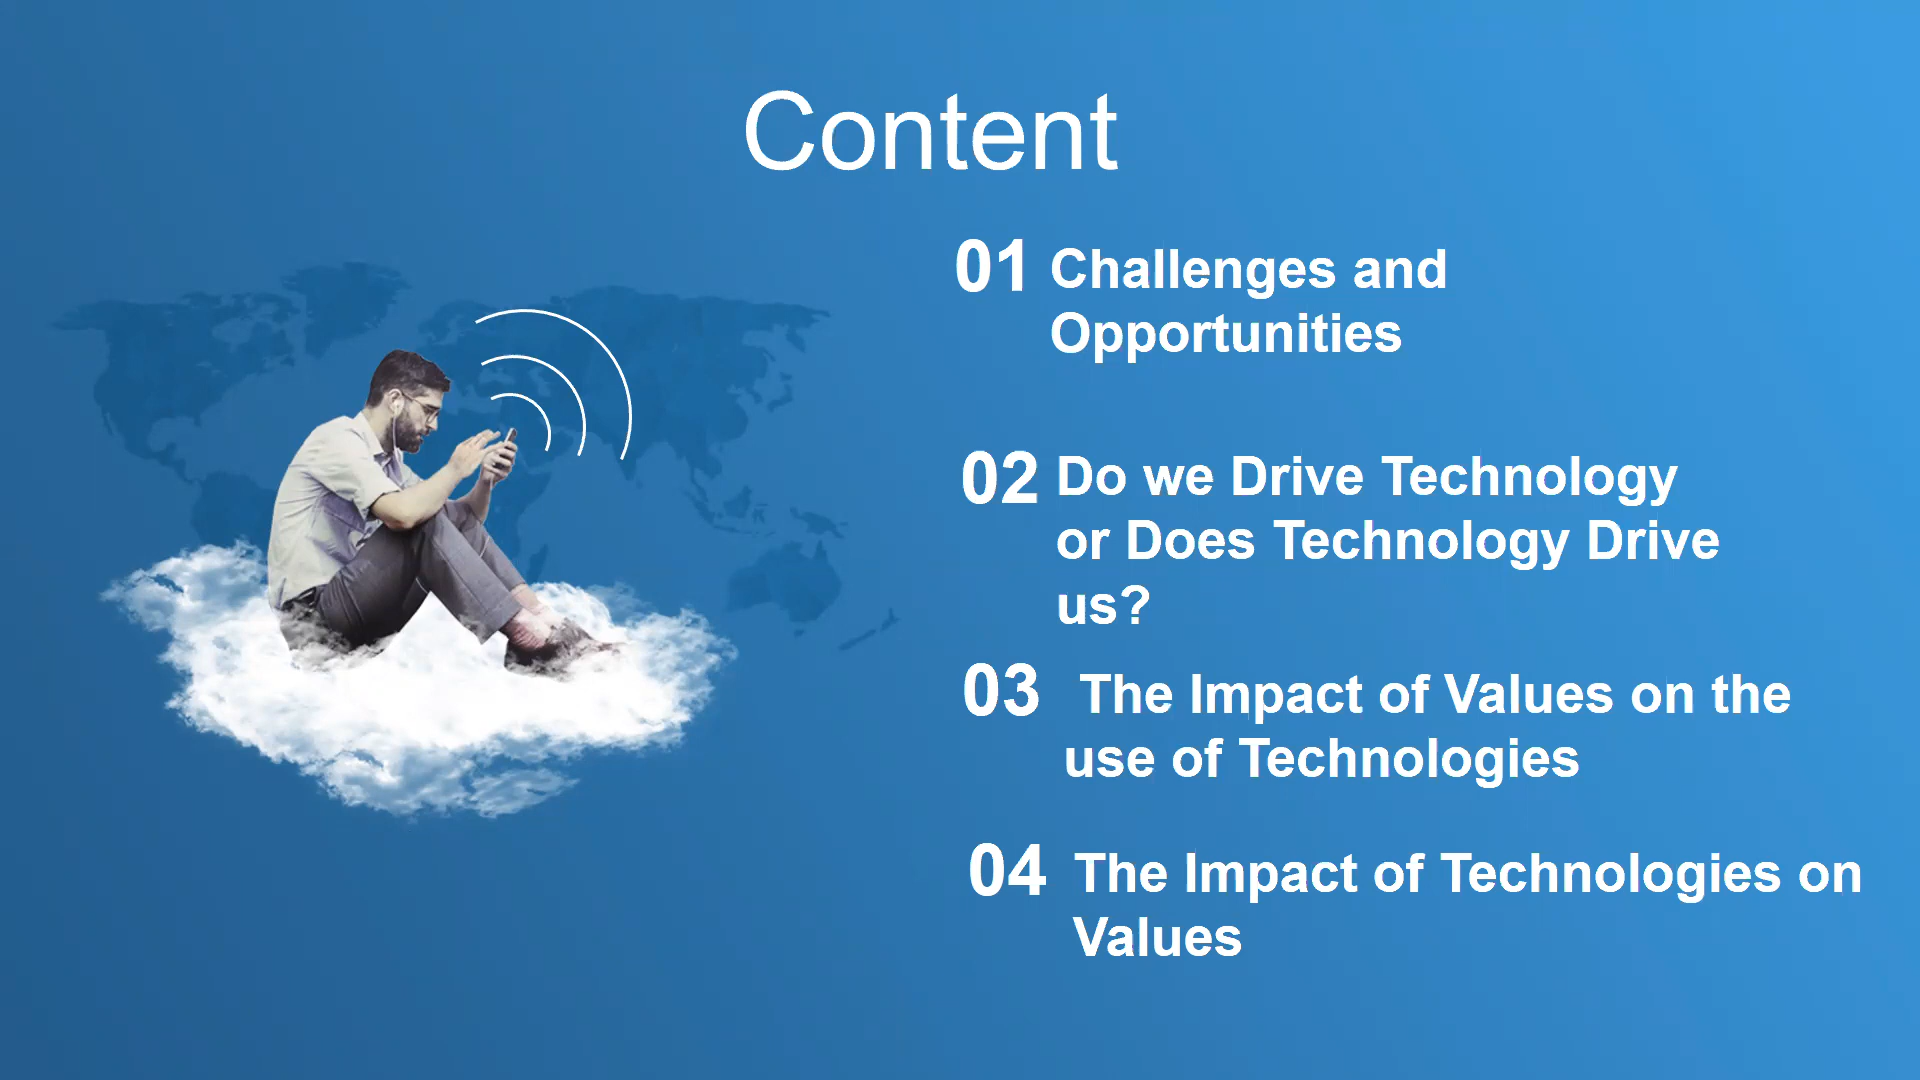 Content
01 Challenges and
Opportunities
02 Do we Drive Technology
or Does Technology Drive
us?
03 The Impact of Values on the
use of Technologies
04 The Impact of Technologies on
Values